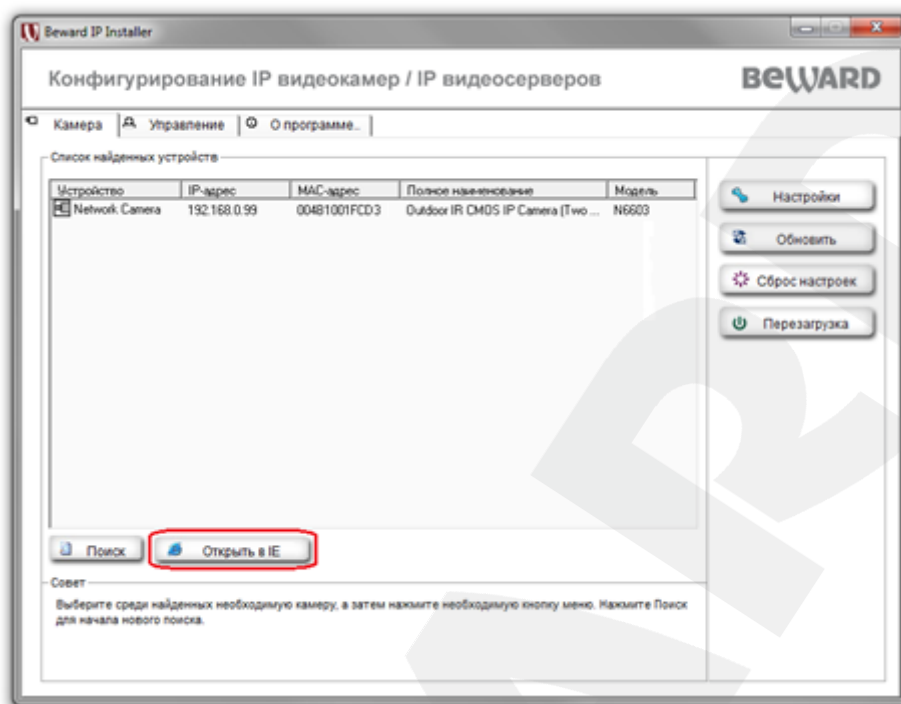 Beward IP Installer
Конфигурирование IP видеокамер / IP видеосерверов
BEWARD
Камера Управление О программе..
Список найденных устройств
Устройство IP-адрес MAC-адрес Полное наименование Модель
Network Camera 192.168.0.99 00481001FCD3 Outdoor IR CMOS IP Camera (Two ... N6603
Настройки
Обновить
Сброс настроек
Перезагрузка
Поиск Открыть в IE
Совет
Выберите среди найденных необходимую камеру, а затем нажмите необходимую кнопку меню. Нажмите Поиск
для начала нового поиска.